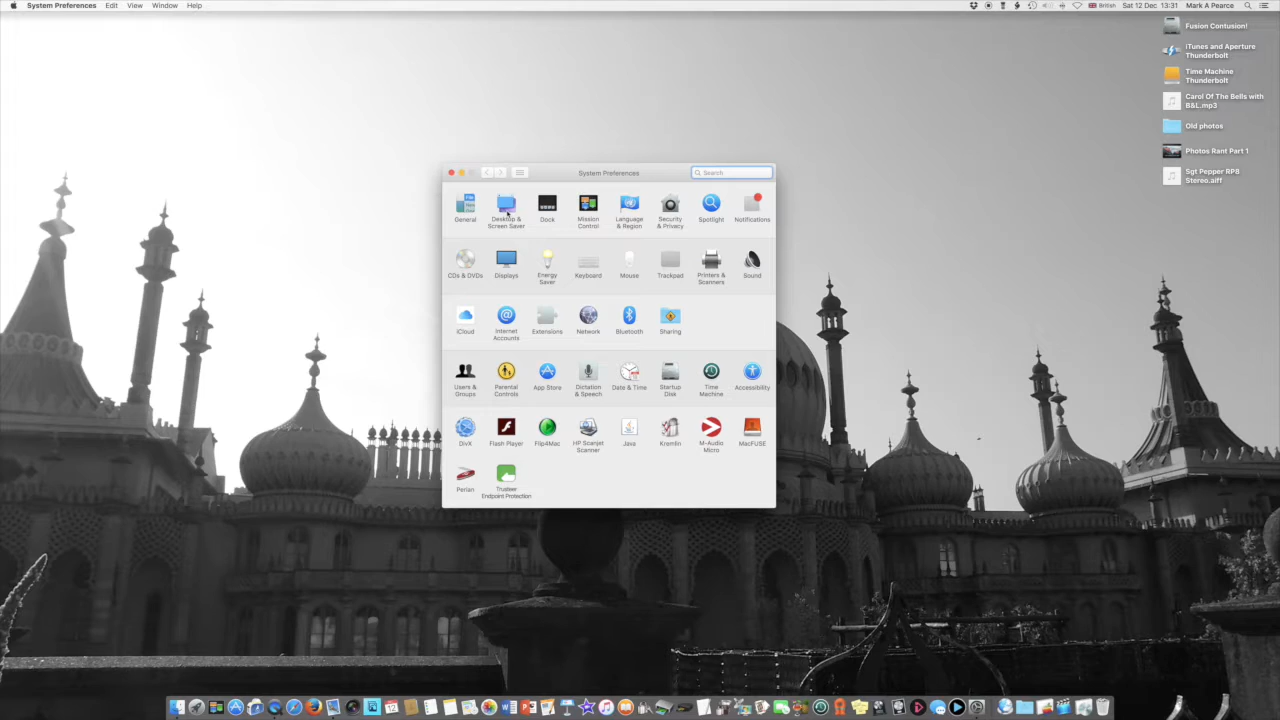 System Preferences Edit View Window Help
British Sat 12 Dec 13:31 Mark A Pearce
Fusion Contusion!
iTunes and Aperture
Thunderbolt
Time Machine
Thunderbolt
Carol Of The Bells with
B&L.mp3
Old photos
Photos Rant Part 1
Sgt Pepper RP8
Stereo.aiff
System Preferences
Search
General
Desktop &
Screen Saver
Dock
Mission
Control
Language
& Region
Security
& Privacy
Spotlight
Notifications
CDs & DVDs
Displays
Energy
Saver
Keyboard
Mouse
Trackpad
Printers &
Scanners
Sound
iCloud
Internet
Accounts
Extensions
Network
Bluetooth
Sharing
Users &
Groups
Parental
Controls
App Store
Dictation
& Speech
Date & Time
Startup
Disk
Time
Machine
Accessibility
DivX
Flash Player
Flip4Mac
HP Scanjet
Scanner
Java
Kremlin
M-Audio
Micro
MacFUSE
Perian
Trusteer
Endpoint Protection